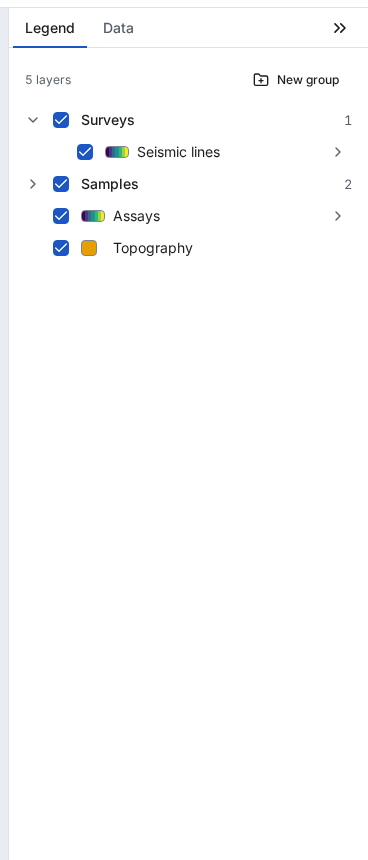 Legend Data
5 layers New group
Surveys 1
Seismic lines
Samples 2
Assays
Topography